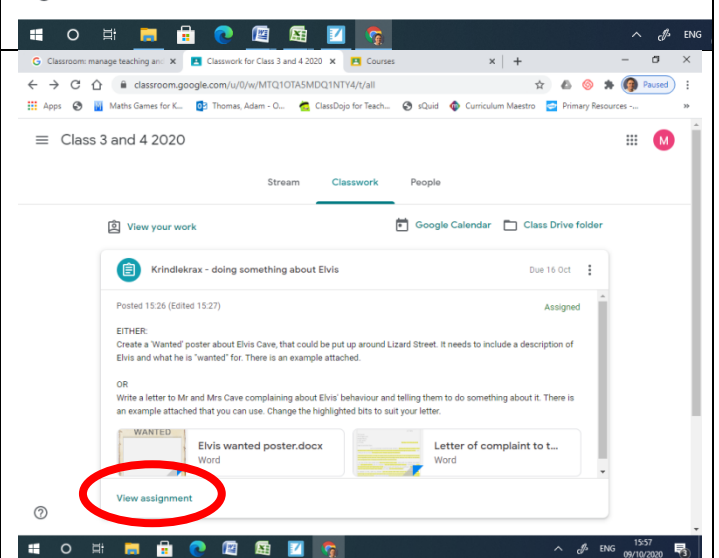 ENG
Classroom: manage teaching and
Classwork for Class 3 and 4 2020
Courses
classroom.google.com/u/0/w/MTQ1OTA5MDQ1NTY4/t/all
Paused
Apps
Maths Games for K...
Thomas, Adam - O...
ClassDojo for Teach...
sQuid
Curriculum Maestro
Primary Resources -...
Class 3 and 4 2020
M
Stream
Classwork
People
View your work
Google Calendar
Class Drive folder
Krindlekrax - doing something about Elvis
Due 16 Oct
Posted 15:26 (Edited 15:27)
Assigned
EITHER:
Create a 'Wanted' poster about Elvis Cave, that could be put up around Lizard Street. It needs to include a description of
Elvis and what he is "wanted" for. There is an example attached.
OR
Write a letter to Mr and Mrs Cave complaining about Elvis' behaviour and telling them to do something about it. There is
an example attached that you can use. Change the highlighted bits to suit your letter.
WANTED
Elvis wanted poster.docx
Word
Letter of complaint to t...
Word
View assignment
ENG
15:57
09/10/2020